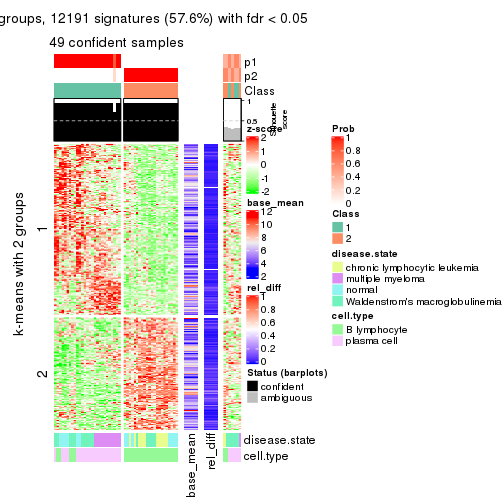 groups, 12191 signatures (57.6%) with fdr < 0.05
49 confident samples
p1
p2
Class
1
0.5
0
Silhouette
score
k-means with 2 groups
1
2
z-score
2
1
0
-1
-2
base_mean
12
10
8
6
4
2
rel_diff
1
0.8
0.6
0.4
0.2
0
Status (barplots)
confident
ambiguous
Prob
1
0.8
0.6
0.4
0.2
0
Class
1
2
disease.state
chronic lymphocytic leukemia
multiple myeloma
normal
Waldenstrom's macroglobulinemia
cell.type
B lymphocyte
plasma cell
disease.state
cell.type
base_mean
rel_diff